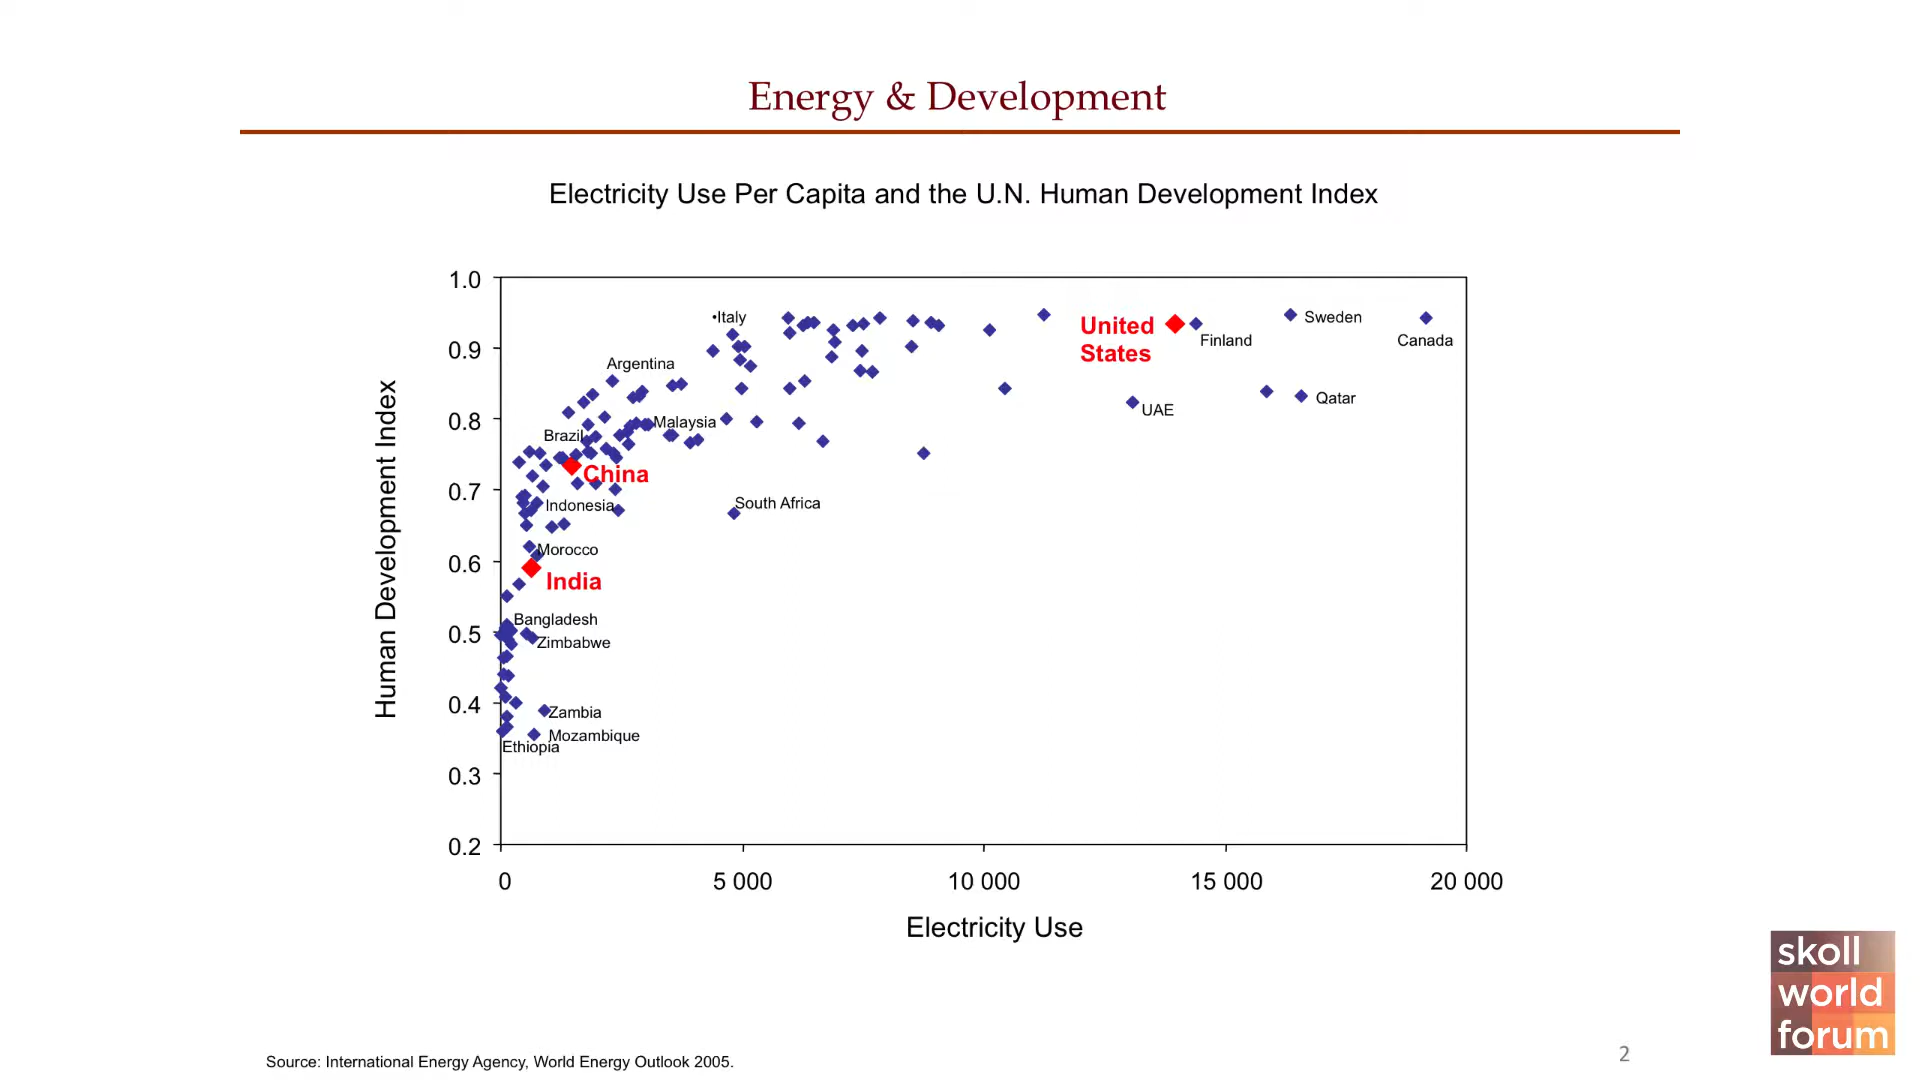 Energy & Development
Electricity Use Per Capita and the U.N. Human Development Index
1.0
0.9
0.8
0.7
0.6
0.5
0.4
0.3
0.2
Human Development Index
•Italy
United
States
Sweden
Finland
Canada
Argentina
Qatar
UAE
Malaysia
Brazil
China
South Africa
Indonesia
Morocco
India
Bangladesh
Zimbabwe
Zambia
Mozambique
Ethiopia
0
5 000
10 000
15 000
20 000
Electricity Use
skoll
world
forum
Source: International Energy Agency, World Energy Outlook 2005.
2